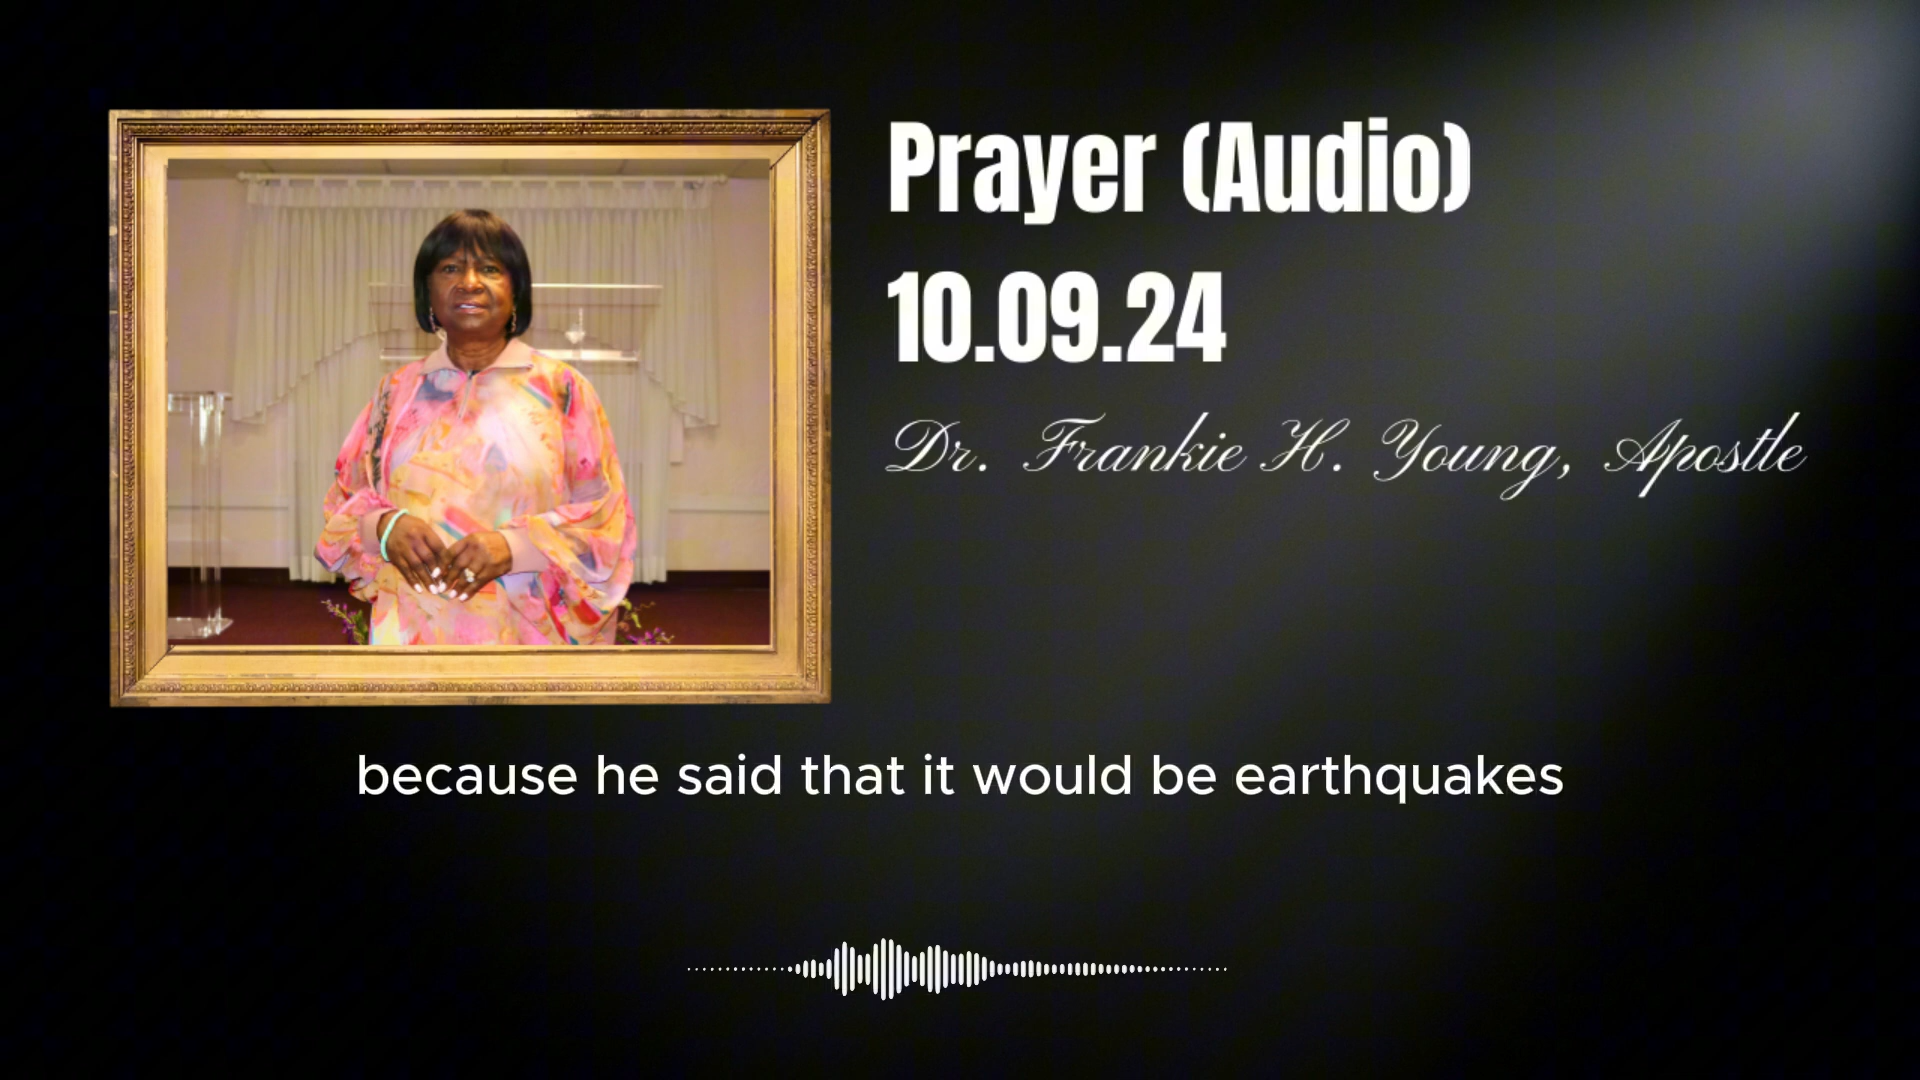 Prayer (Audio)
10.09.24
Dr. Frankie H. Young, Apostle
because he said that it would be earthquakes